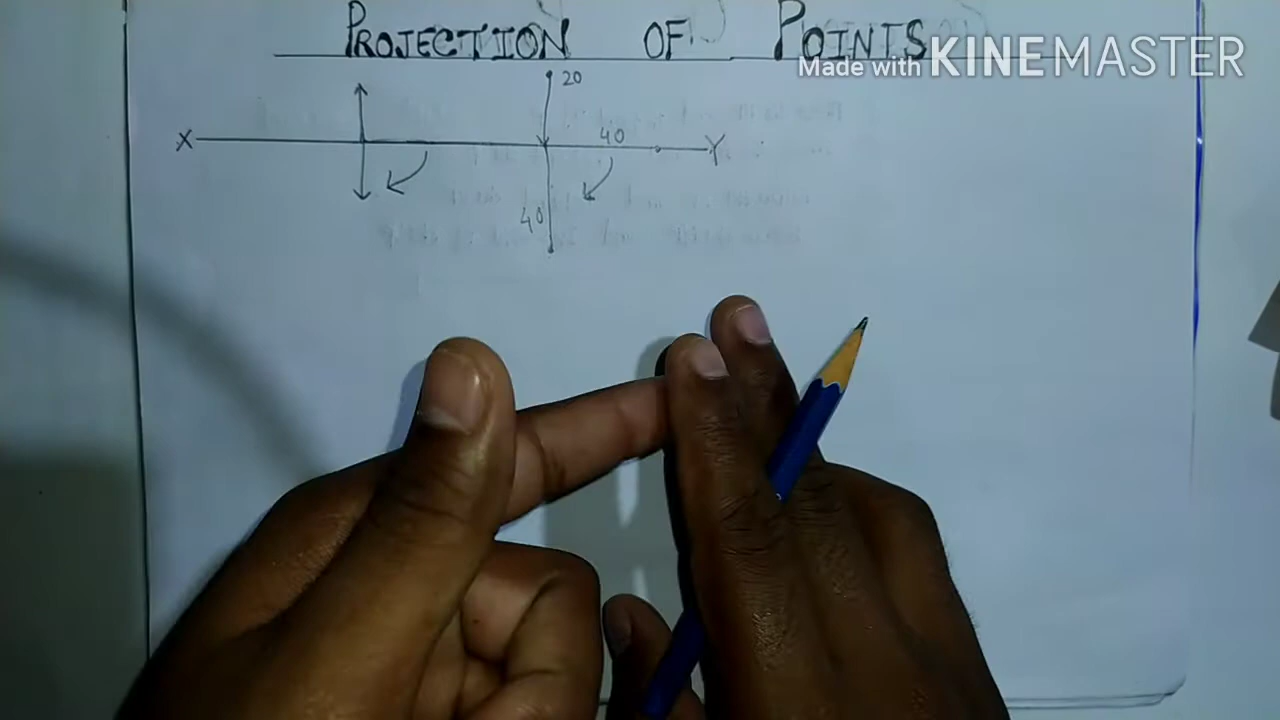 PROJECTION OF POINTS
Made with KINEMASTER
20
X 40 Y
40